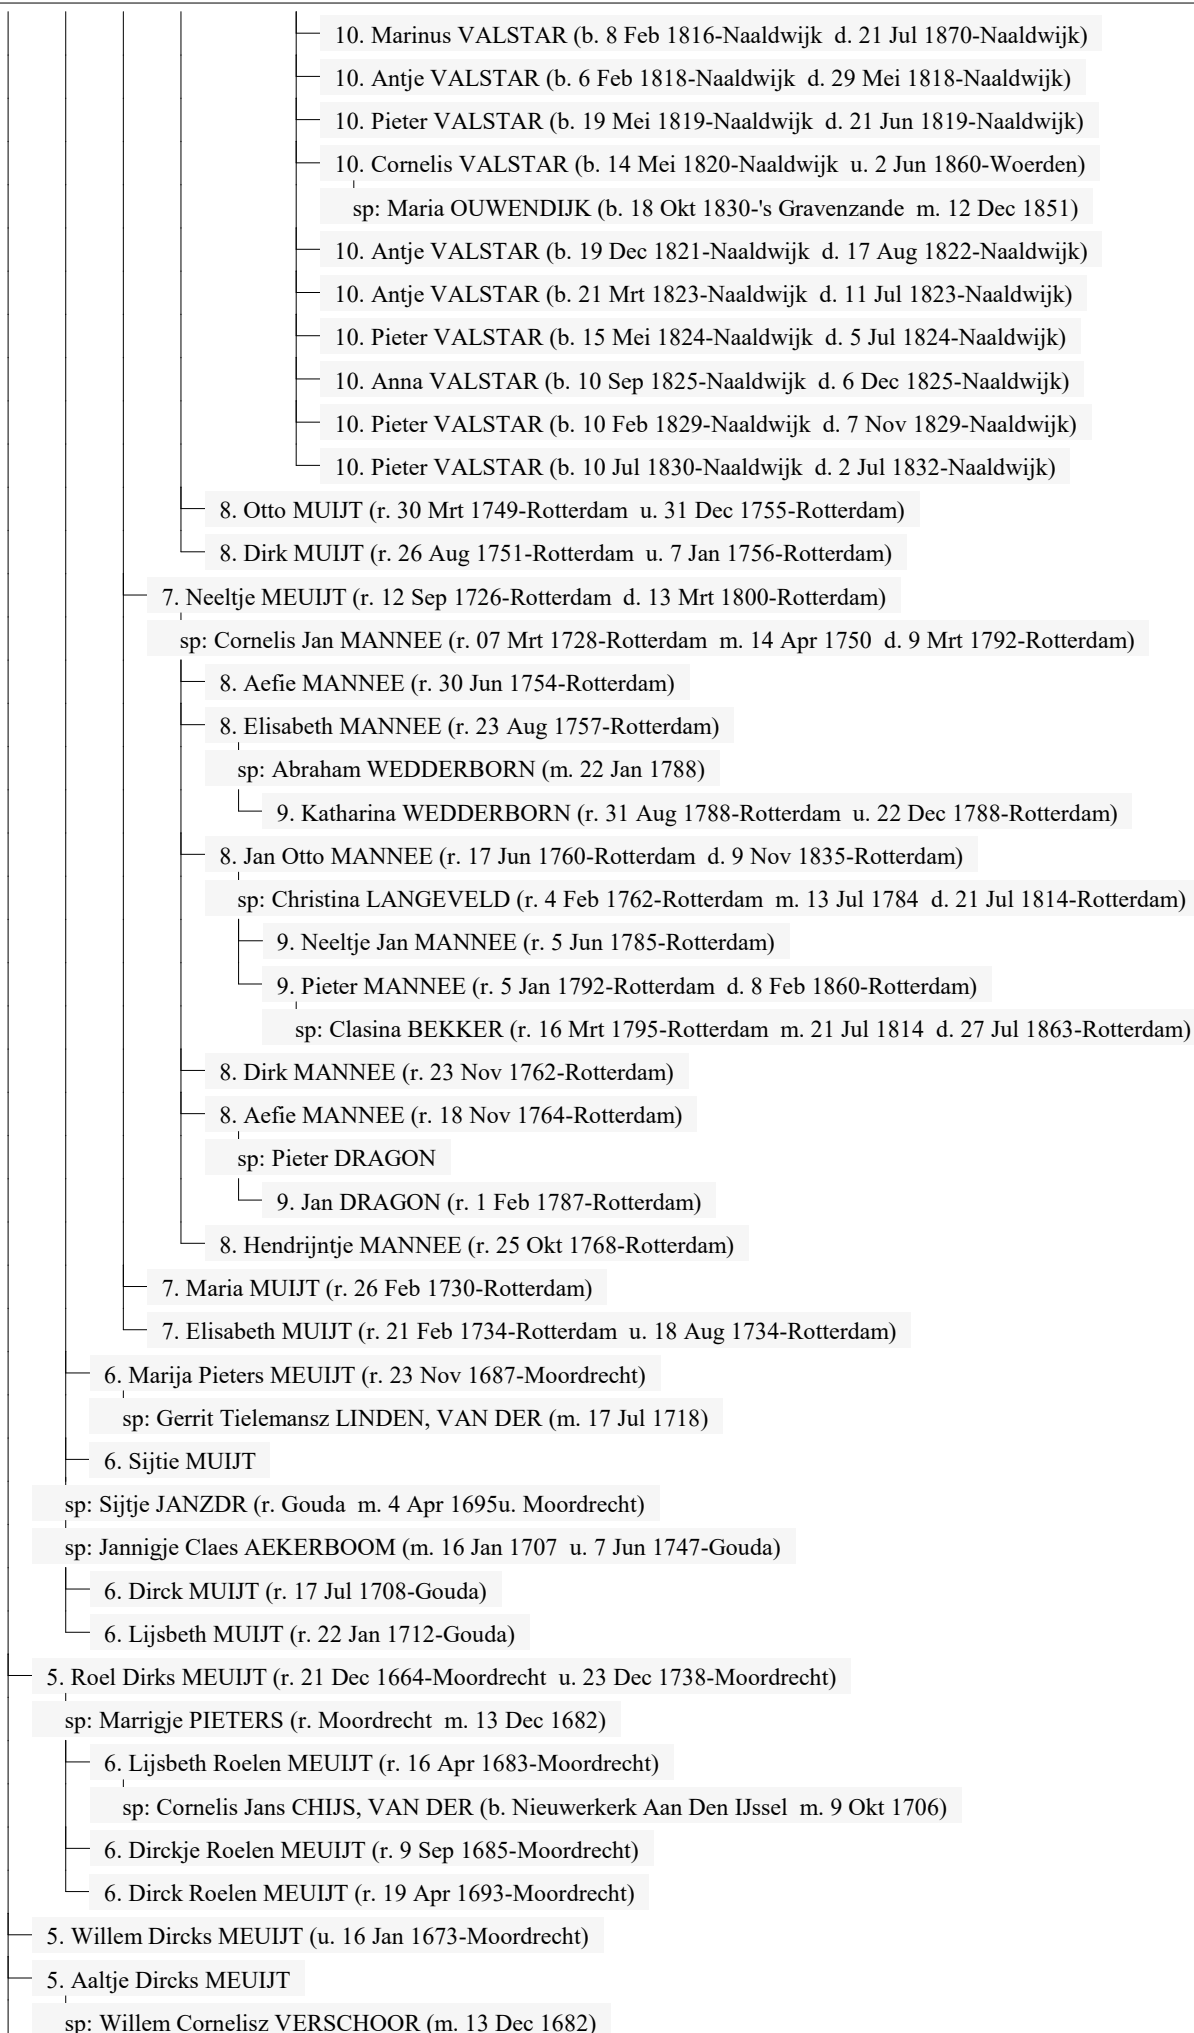 10. Marinus VALSTAR (b. 8 Feb 1816-Naaldwijk d. 21 Jul 1870-Naaldwijk)
10. Antje VALSTAR (b. 6 Feb 1818-Naaldwijk d. 29 Mei 1818-Naaldwijk)
10. Pieter VALSTAR (b. 19 Mei 1819-Naaldwijk d. 21 Jun 1819-Naaldwijk)
10. Cornelis VALSTAR (b. 14 Mei 1820-Naaldwijk u. 2 Jun 1860-Woerden)
sp: Maria OUWENDIJK (b. 18 Okt 1830-'s Gravenzande m. 12 Dec 1851)
10. Antje VALSTAR (b. 19 Dec 1821-Naaldwijk d. 17 Aug 1822-Naaldwijk)
10. Antje VALSTAR (b. 21 Mrt 1823-Naaldwijk d. 11 Jul 1823-Naaldwijk)
10. Pieter VALSTAR (b. 15 Mei 1824-Naaldwijk d. 5 Jul 1824-Naaldwijk)
10. Anna VALSTAR (b. 10 Sep 1825-Naaldwijk d. 6 Dec 1825-Naaldwijk)
10. Pieter VALSTAR (b. 10 Feb 1829-Naaldwijk d. 7 Nov 1829-Naaldwijk)
10. Pieter VALSTAR (b. 10 Jul 1830-Naaldwijk d. 2 Jul 1832-Naaldwijk)
8. Otto MUIJT (r. 30 Mrt 1749-Rotterdam u. 31 Dec 1755-Rotterdam)
8. Dirk MUIJT (r. 26 Aug 1751-Rotterdam u. 7 Jan 1756-Rotterdam)
7. Neeltje MEUIJT (r. 12 Sep 1726-Rotterdam d. 13 Mrt 1800-Rotterdam)
sp: Cornelis Jan MANNEE (r. 07 Mrt 1728-Rotterdam m. 14 Apr 1750 d. 9 Mrt 1792-Rotterdam)
8. Aefie MANNEE (r. 30 Jun 1754-Rotterdam)
8. Elisabeth MANNEE (r. 23 Aug 1757-Rotterdam)
sp: Abraham WEDDERBORN (m. 22 Jan 1788)
9. Katharina WEDDERBORN (r. 31 Aug 1788-Rotterdam u. 22 Dec 1788-Rotterdam)
8. Jan Otto MANNEE (r. 17 Jun 1760-Rotterdam d. 9 Nov 1835-Rotterdam)
sp: Christina LANGEVELD (r. 4 Feb 1762-Rotterdam m. 13 Jul 1784 d. 21 Jul 1814-Rotterdam)
9. Neeltje Jan MANNEE (r. 5 Jun 1785-Rotterdam)
9. Pieter MANNEE (r. 5 Jan 1792-Rotterdam d. 8 Feb 1860-Rotterdam)
sp: Clasina BEKKER (r. 16 Mrt 1795-Rotterdam m. 21 Jul 1814 d. 27 Jul 1863-Rotterdam)
8. Dirk MANNEE (r. 23 Nov 1762-Rotterdam)
8. Aefie MANNEE (r. 18 Nov 1764-Rotterdam)
sp: Pieter DRAGON
9. Jan DRAGON (r. 1 Feb 1787-Rotterdam)
8. Hendrijntje MANNEE (r. 25 Okt 1768-Rotterdam)
7. Maria MUIJT (r. 26 Feb 1730-Rotterdam)
7. Elisabeth MUIJT (r. 21 Feb 1734-Rotterdam u. 18 Aug 1734-Rotterdam)
6. Marija Pieters MEUIJT (r. 23 Nov 1687-Moordrecht)
sp: Gerrit Tielemansz LINDEN, VAN DER (m. 17 Jul 1718)
6. Sijtie MUIJT
sp: Sijtje JANZDR (r. Gouda m. 4 Apr 1695u. Moordrecht)
sp: Jannigje Claes AEKERBOOM (m. 16 Jan 1707 u. 7 Jun 1747-Gouda)
6. Dirck MUIJT (r. 17 Jul 1708-Gouda)
6. Lijsbeth MUIJT (r. 22 Jan 1712-Gouda)
5. Roel Dirks MEUIJT (r. 21 Dec 1664-Moordrecht u. 23 Dec 1738-Moordrecht)
sp: Marrigje PIETERS (r. Moordrecht m. 13 Dec 1682)
6. Lijsbeth Roelen MEUIJT (r. 16 Apr 1683-Moordrecht)
sp: Cornelis Jans CHIJS, VAN DER (b. Nieuwerkerk Aan Den IJssel m. 9 Okt 1706)
6. Dirckje Roelen MEUIJT (r. 9 Sep 1685-Moordrecht)
6. Dirck Roelen MEUIJT (r. 19 Apr 1693-Moordrecht)
5. Willem Dircks MEUIJT (u. 16 Jan 1673-Moordrecht)
5. Aaltje Dircks MEUIJT
sp: Willem Cornelisz VERSCHOOR (m. 13 Dec 1682)